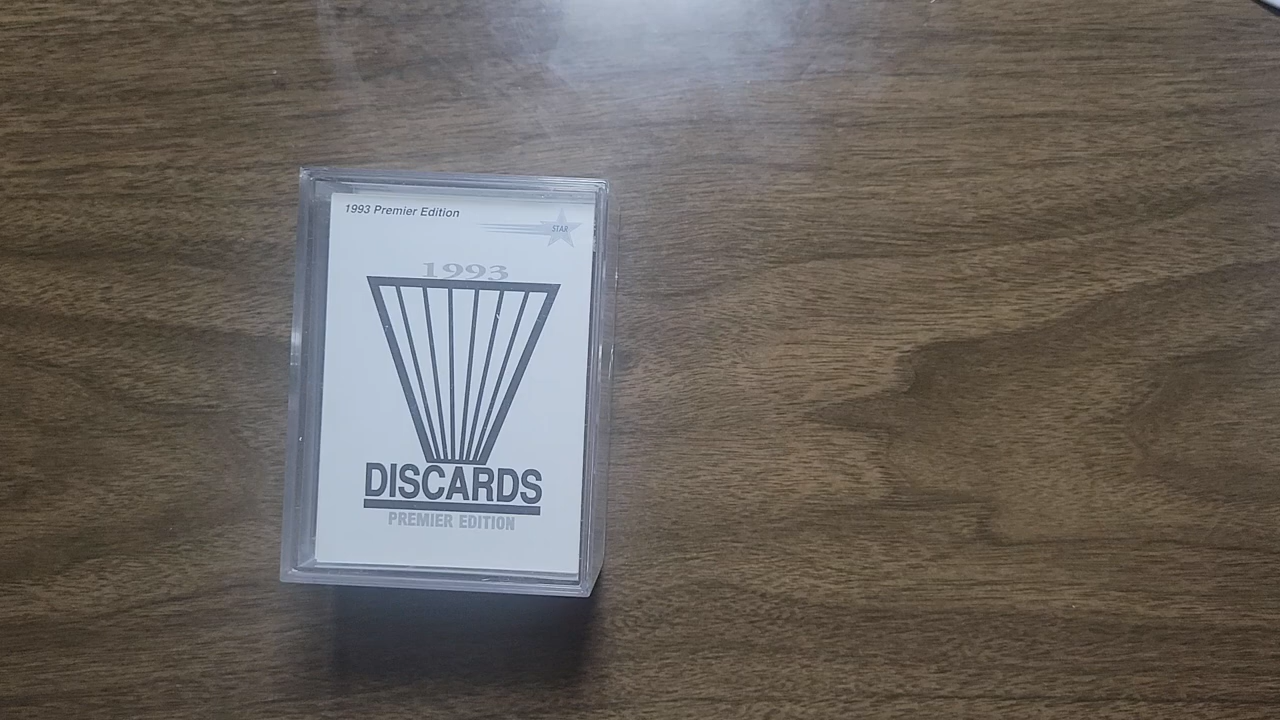 1993 Premier Edition
STAR
1993
DISCARDS
PREMIER EDITION